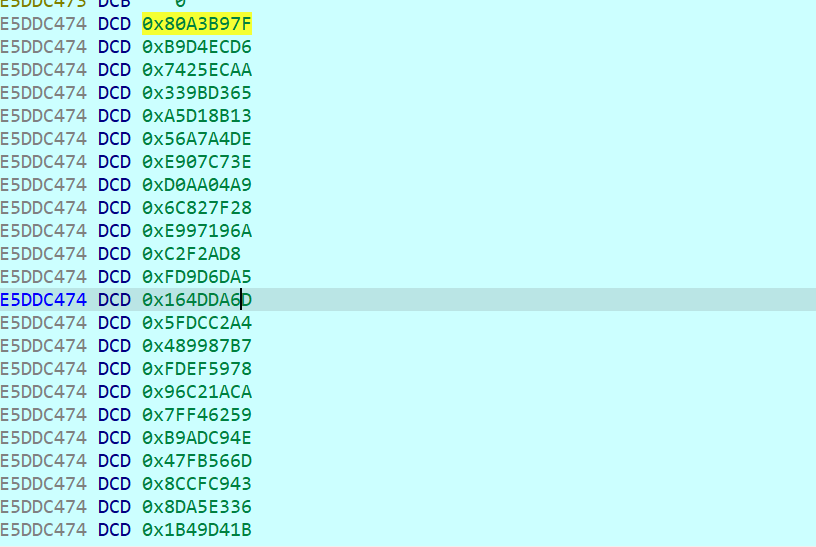 E5DDC473 DCB 0
E5DDC474 DCD 0x80A3B97F
E5DDC474 DCD 0xB9D4ECD6
E5DDC474 DCD 0x7425ECAA
E5DDC474 DCD 0x339BD365
E5DDC474 DCD 0xA5D18B13
E5DDC474 DCD 0x56A7A4DE
E5DDC474 DCD 0xE907C73E
E5DDC474 DCD 0xD0AA04A9
E5DDC474 DCD 0x6C827F28
E5DDC474 DCD 0xE997196A
E5DDC474 DCD 0xC2F2AD8
E5DDC474 DCD 0xFD9D6DA5
E5DDC474 DCD 0x164DDA6D
E5DDC474 DCD 0x5FDCC2A4
E5DDC474 DCD 0x489987B7
E5DDC474 DCD 0xFDEF5978
E5DDC474 DCD 0x96C21ACA
E5DDC474 DCD 0x7FF46259
E5DDC474 DCD 0xB9ADC94E
E5DDC474 DCD 0x47FB566D
E5DDC474 DCD 0x8CCFC943
E5DDC474 DCD 0x8DA5E336
E5DDC474 DCD 0x1B49D41B